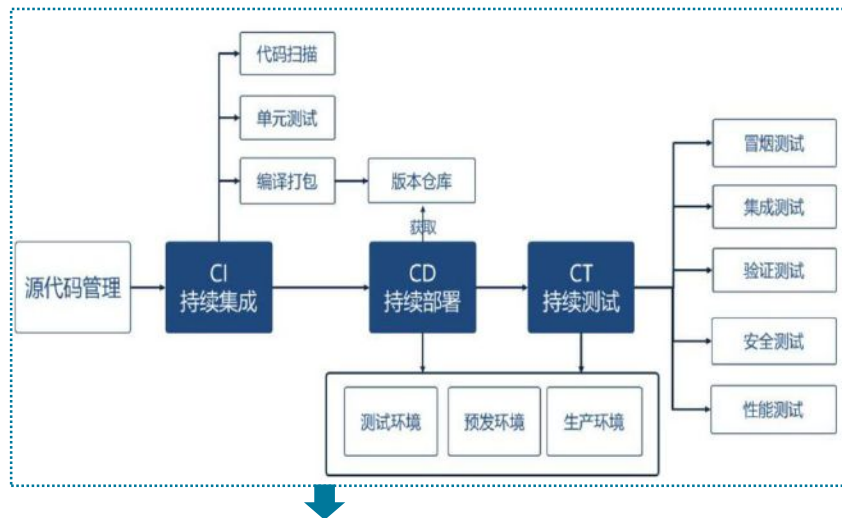 代码扫描
单元测试
编译打包
版本仓库
获取
源代码管理
CI
持续集成
CD
持续部署
CT
持续测试
冒烟测试
集成测试
验证测试
安全测试
性能测试
测试环境
预发环境
生产环境